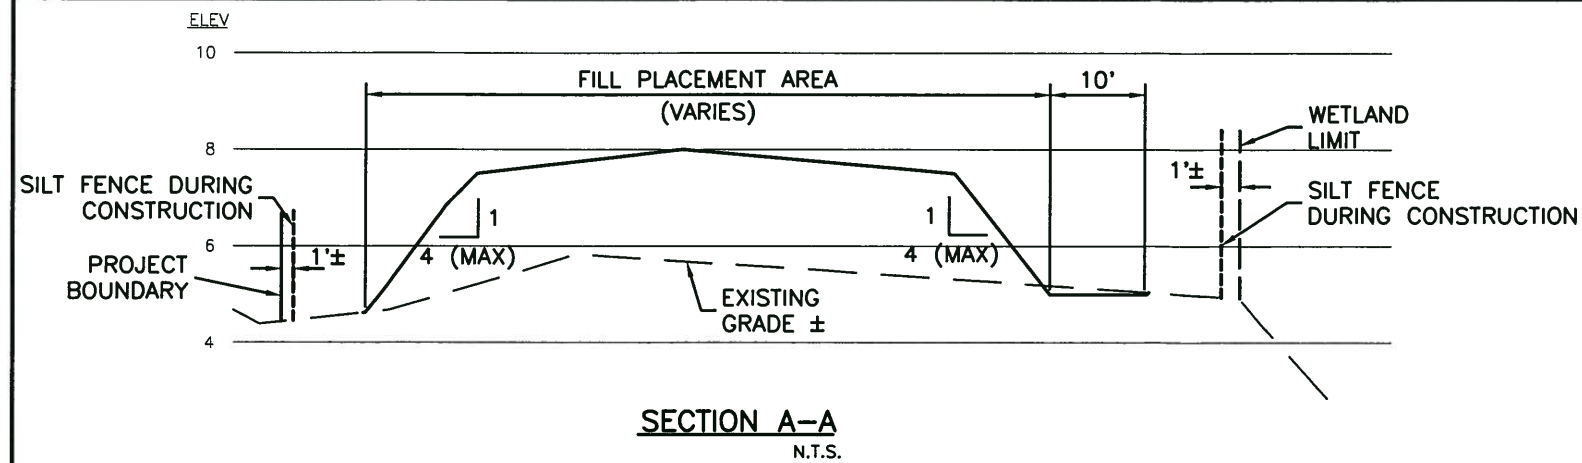 ELEV
10
FILL PLACEMENT AREA
(VARIES)
10'
WETLAND
LIMIT
8
1'±
SILT FENCE DURING
CONSTRUCTION
SILT FENCE
DURING CONSTRUCTION
1
4 (MAX)
1
4 (MAX)
6
1'±
PROJECT
BOUNDARY
EXISTING
GRADE ±
4
SECTION A-A
N.T.S.